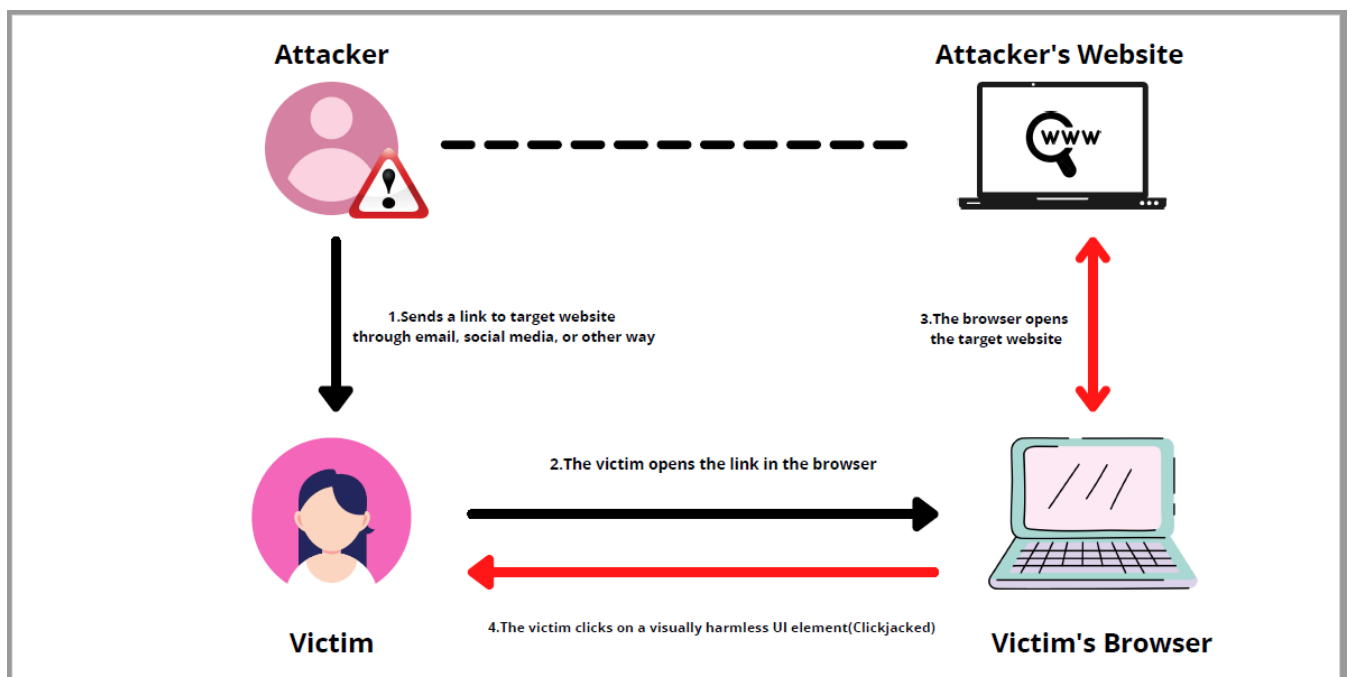 Attacker
Attacker's Website
www
1.Sends a link to target website
through email, social media, or other way
3.The browser opens
the target website
2.The victim opens the link in the browser
4.The victim clicks on a visually harmless UI element(Clickjacked)
Victim
Victim's Browser